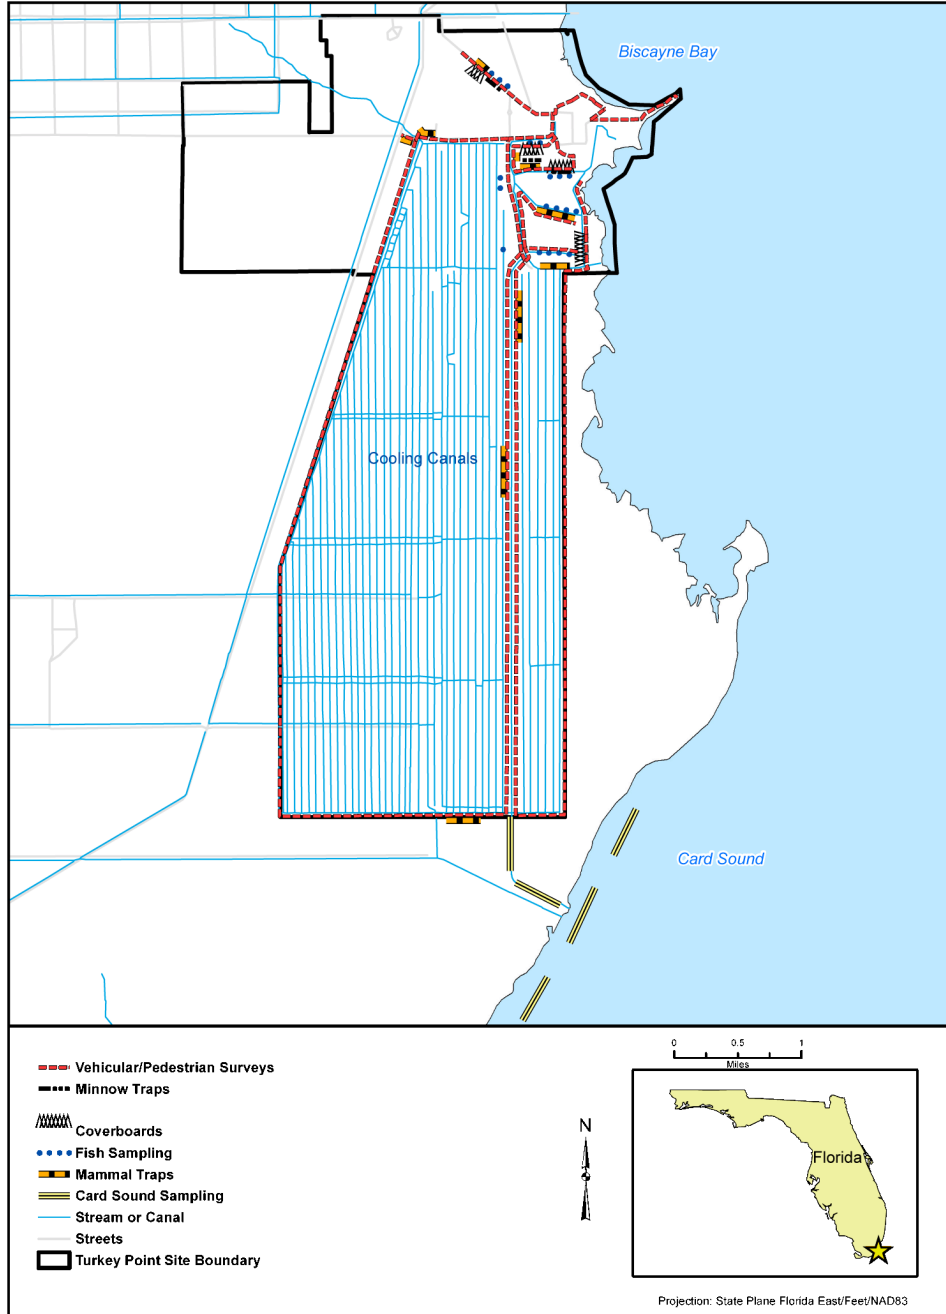 Biscayne Bay
Cooling Canals
Card Sound
Vehicular/Pedestrian Surveys
Minnow Traps
Coverboards
Fish Sampling
Mammal Traps
Card Sound Sampling
Stream or Canal
Streets
Turkey Point Site Boundary
N
0 0.5 1
Miles
Florida
Projection: State Plane Florida East/Feet/NAD83